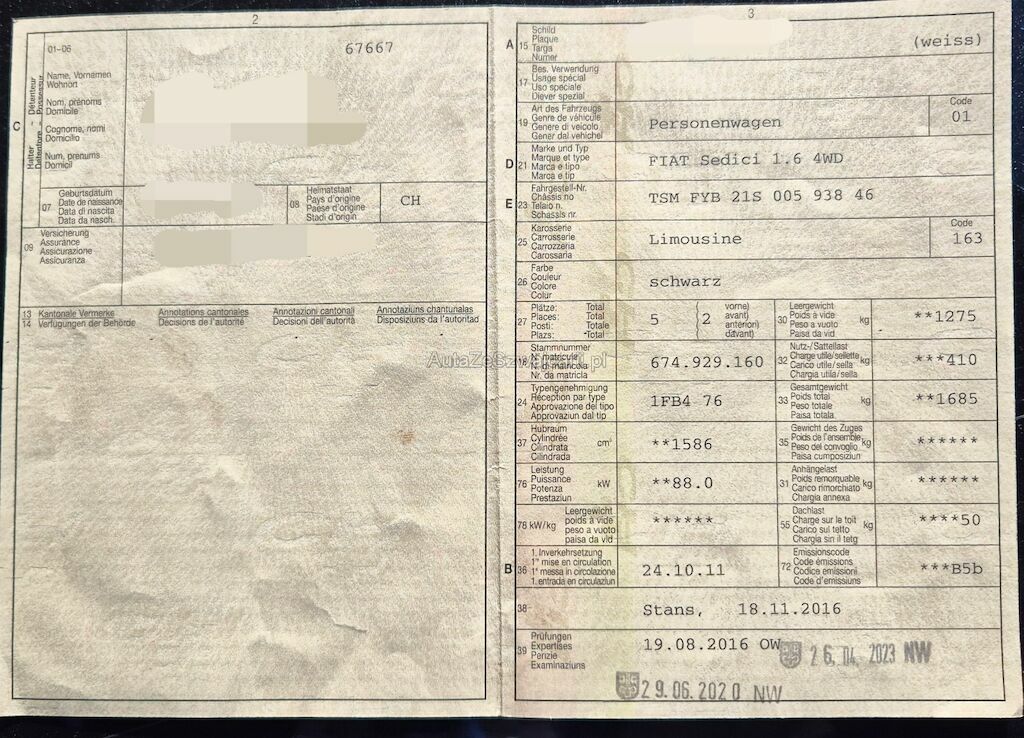 2
01-06
67667
C
Halter - Détenteur
Detentore - Possessur
Name, Vornamen
Wohnort
Nom, prénoms
Domicile
Cognome, nomi
Domicilio
Num, prenums
Domicil
07
Geburtsdatum
Date de naissance
Data di nascita
Data da nasch.
08
Heimatstaat
Pays d'origine
Paese d'origine
Stadi d'origin
CH
09
Versicherung
Assurance
Assicurazione
Assicuranza
13 Kantonale Vermerke Annotations cantonales Annotazioni cantonali Annotaziuns chantunalas
14 Verfügungen der Behörde Décisions de l'autorité Decisioni dell'autorità Disposiziuns da l'autoritad
3
A 15
Schild
Plaque
Targa
Numer
(weiss)
17
Bes. Verwendung
Usage spécial
Uso speciale
Diever spezial
19
Art des Fahrzeugs
Genre de véhicule
Genere di veicolo
Gener dal vehichel
Personenwagen
Code
01
D 21
Marke und Typ
Marque et type
Marca e tipo
Marca e tip
FIAT Sedici 1.6 4WD
E 23
Fahrgestell-Nr.
Châssis no
Telaio n.
Schassis nr.
TSM FYB 21S 005 938 46
25
Karosserie
Carrosserie
Carrozzeria
Carossaria
Limousine
Code
163
26
Farbe
Couleur
Colore
Colur
schwarz
27
Plätze: Total
Places: Total
Posti: Totale
Plazs: Total
5
2
vorne)
avant)
anteriori)
davant)
30
Leergewicht
Poids à vide
Peso a vuoto
Paisa da vid
kg
**1275
18
Stammnummer
N° matricule
N. di matricola
Nr. da matricla
674.929.160
32
Nutz-/Sattellast
Charge utile/sellette
Carico utile/sella
Chargia utila/sella
kg
***410
24
Typengenehmigung
Réception par type
Approvazione del tipo
Approvaziun dal tip
1FB4 76
33
Gesamtgewicht
Poids total
Peso totale
Paisa totala
kg
**1685
37
Hubraum
Cylindrée
Cilindrata
Cilindrada
cm³
**1586
35
Gewicht des Zuges
Poids de l'ensemble
Peso del convoglio
Paisa cumposiziun
kg
******
76
Leistung
Puissance
Potenza
Prestaziun
kW
**88.0
31
Anhängelast
Poids remorquable
Carico rimorchiato
Chargia annexa
kg
******
78 kW/kg
Leergewicht
poids à vide
peso a vuoto
paisa da vid
******
55
Dachlast
Charge sur le toit
Carico sul tetto
Chargia sin il tetg
kg
****50
B 36
1. Inverkehrsetzung
1re mise en circulation
1a messa in circolazione
1. entrada en circulaziun
24.10.11
72
Emissionscode
Code émissions
Codice emissioni
Code d'emissiuns
***B5b
38
Stans, 18.11.2016
39
Prüfungen
Expertises
Perizie
Examinaziuns
19.08.2016 OW
26. 04. 2023 NW
29.06.2020 NW
AutaZeSzwajcarii.pl